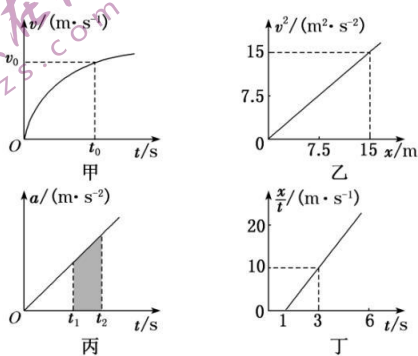 v/(m·s⁻¹)
v₀
O
t₀
t/s
甲
v²/(m²·s⁻²)
15
7.5
0
7.5
15
x/m
乙
a/(m·s⁻²)
O
t₁
t₂
t/s
丙
x/t/(m·s⁻¹)
20
10
0
1
3
6
t/s
丁